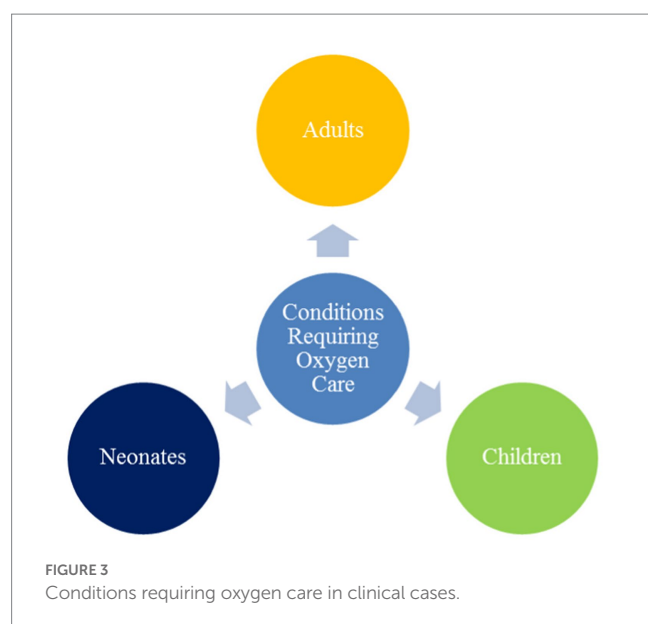 Adults
Conditions
Requiring
Oxygen
Care
Neonates
Children
FIGURE 3
Conditions requiring oxygen care in clinical cases.